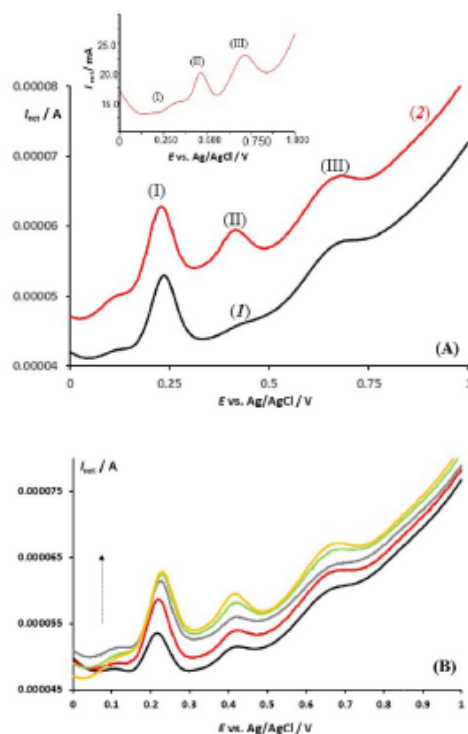 25.0
20.0
15.0
I net / mA
(I)
(II)
(III)
0
0.250
0.500
0.750
1.000
E vs. Ag/AgCl / V
0.00008
0.00007
0.00006
0.00005
0.00004
I net / A
(I)
(II)
(III)
(2)
(1)
(A)
0
0.25
0.5
0.75
1
E vs. Ag/AgCl / V
I net / A
0.000075
0.000065
0.000055
0.000045
(B)
0
0.1
0.2
0.3
0.4
0.5
0.6
0.7
0.8
0.9
1
E vs. Ag/AgCl / V